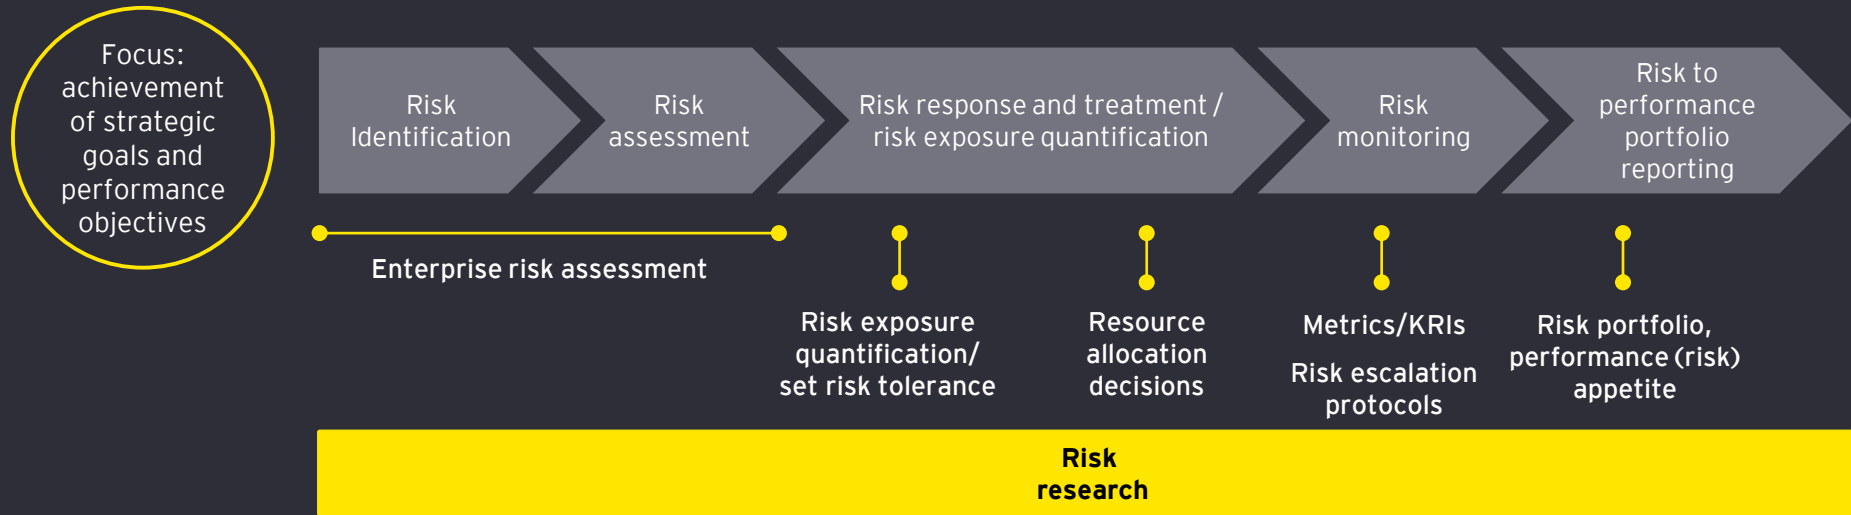 Focus:
achievement
of strategic
goals and
performance
objectives
Risk
Identification
Risk
assessment
Risk response and treatment /
risk exposure quantification
Risk
monitoring
Risk to
performance
portfolio
reporting
Enterprise risk assessment
Risk exposure
quantification/
set risk tolerance
Resource
allocation
decisions
Metrics/KRIs
Risk escalation
protocols
Risk portfolio,
performance (risk)
appetite
Risk
research